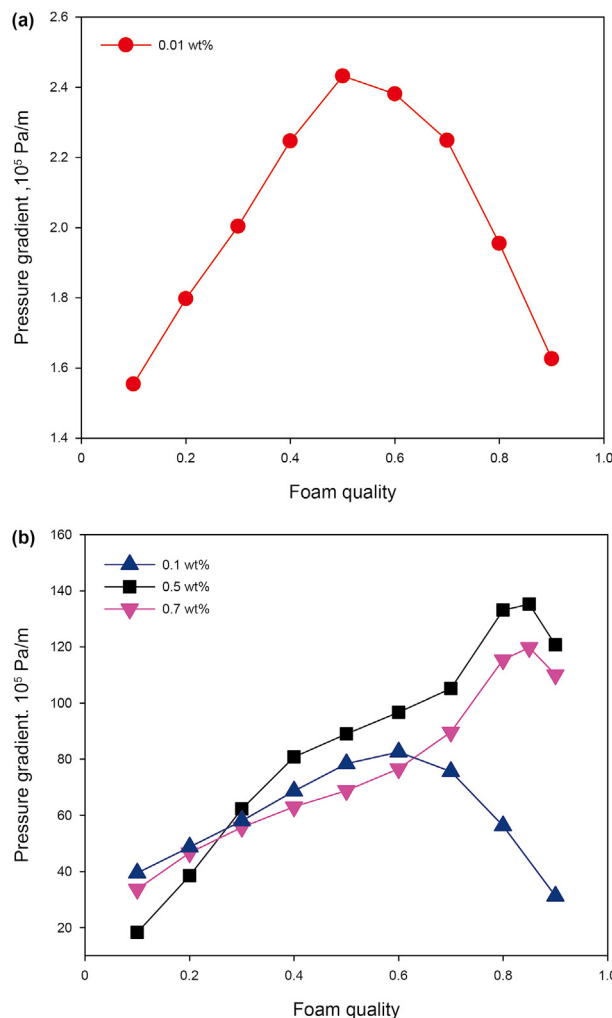 (a)
2.6
0.01 wt%
2.4
2.2
2.0
1.8
1.6
1.4
Pressure gradient ,10⁵ Pa/m
0 0.2 0.4 0.6 0.8 1.0
Foam quality
(b)
160
0.1 wt%
0.5 wt%
0.7 wt%
140
120
100
80
60
40
20
Pressure gradient. 10⁵ Pa/m
0 0.2 0.4 0.6 0.8 1.0
Foam quality